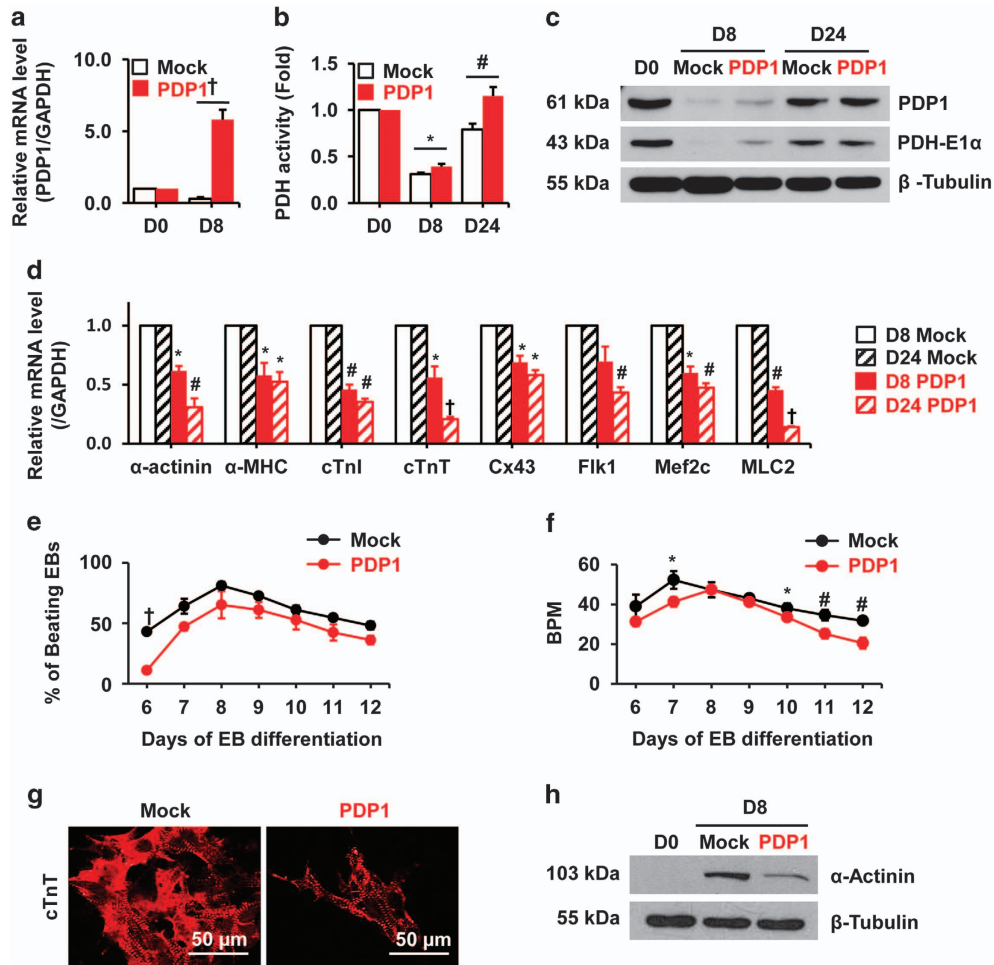 a
Relative mRNA level
(PDP1/GAPDH)
10.0
5.0
0.0
Mock
PDP1
†
D0 D8
b
PDH activity (Fold)
1.5
1.0
0.5
0.0
Mock
PDP1
#
*
D0 D8 D24
c
D8 D24
D0 Mock PDP1 Mock PDP1
61 kDa PDP1
43 kDa PDH-E1α
55 kDa β -Tubulin
d
Relative mRNA level
(/GAPDH)
1.0
0.5
0.0
* # * * # # * † * * # * # # †
α-actinin α-MHC cTnI cTnT Cx43 Flk1 Mef2c MLC2
D8 Mock
D24 Mock
D8 PDP1
D24 PDP1
e
% of Beating EBs
100
50
0
Mock
PDP1
†
6 7 8 9 10 11 12
Days of EB differentiation
f
BPM
60
40
20
0
Mock
PDP1
* * # #
6 7 8 9 10 11 12
Days of EB differentiation
g
Mock PDP1
cTnT
50 μm 50 μm
h
D8
D0 Mock PDP1
103 kDa α-Actinin
55 kDa β-Tubulin